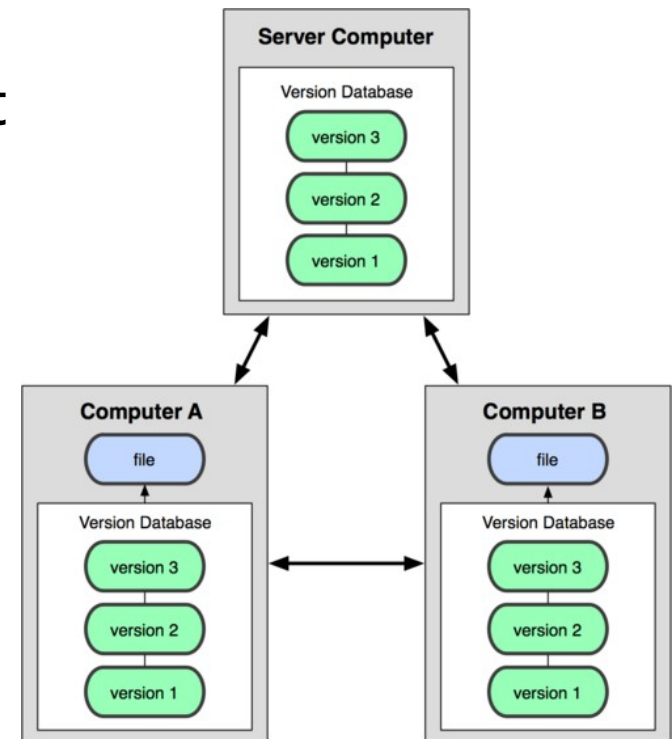 t
Server Computer
Version Database
version 3
version 2
version 1
Computer A
file
Version Database
version 3
version 2
version 1
Computer B
file
Version Database
version 3
version 2
version 1